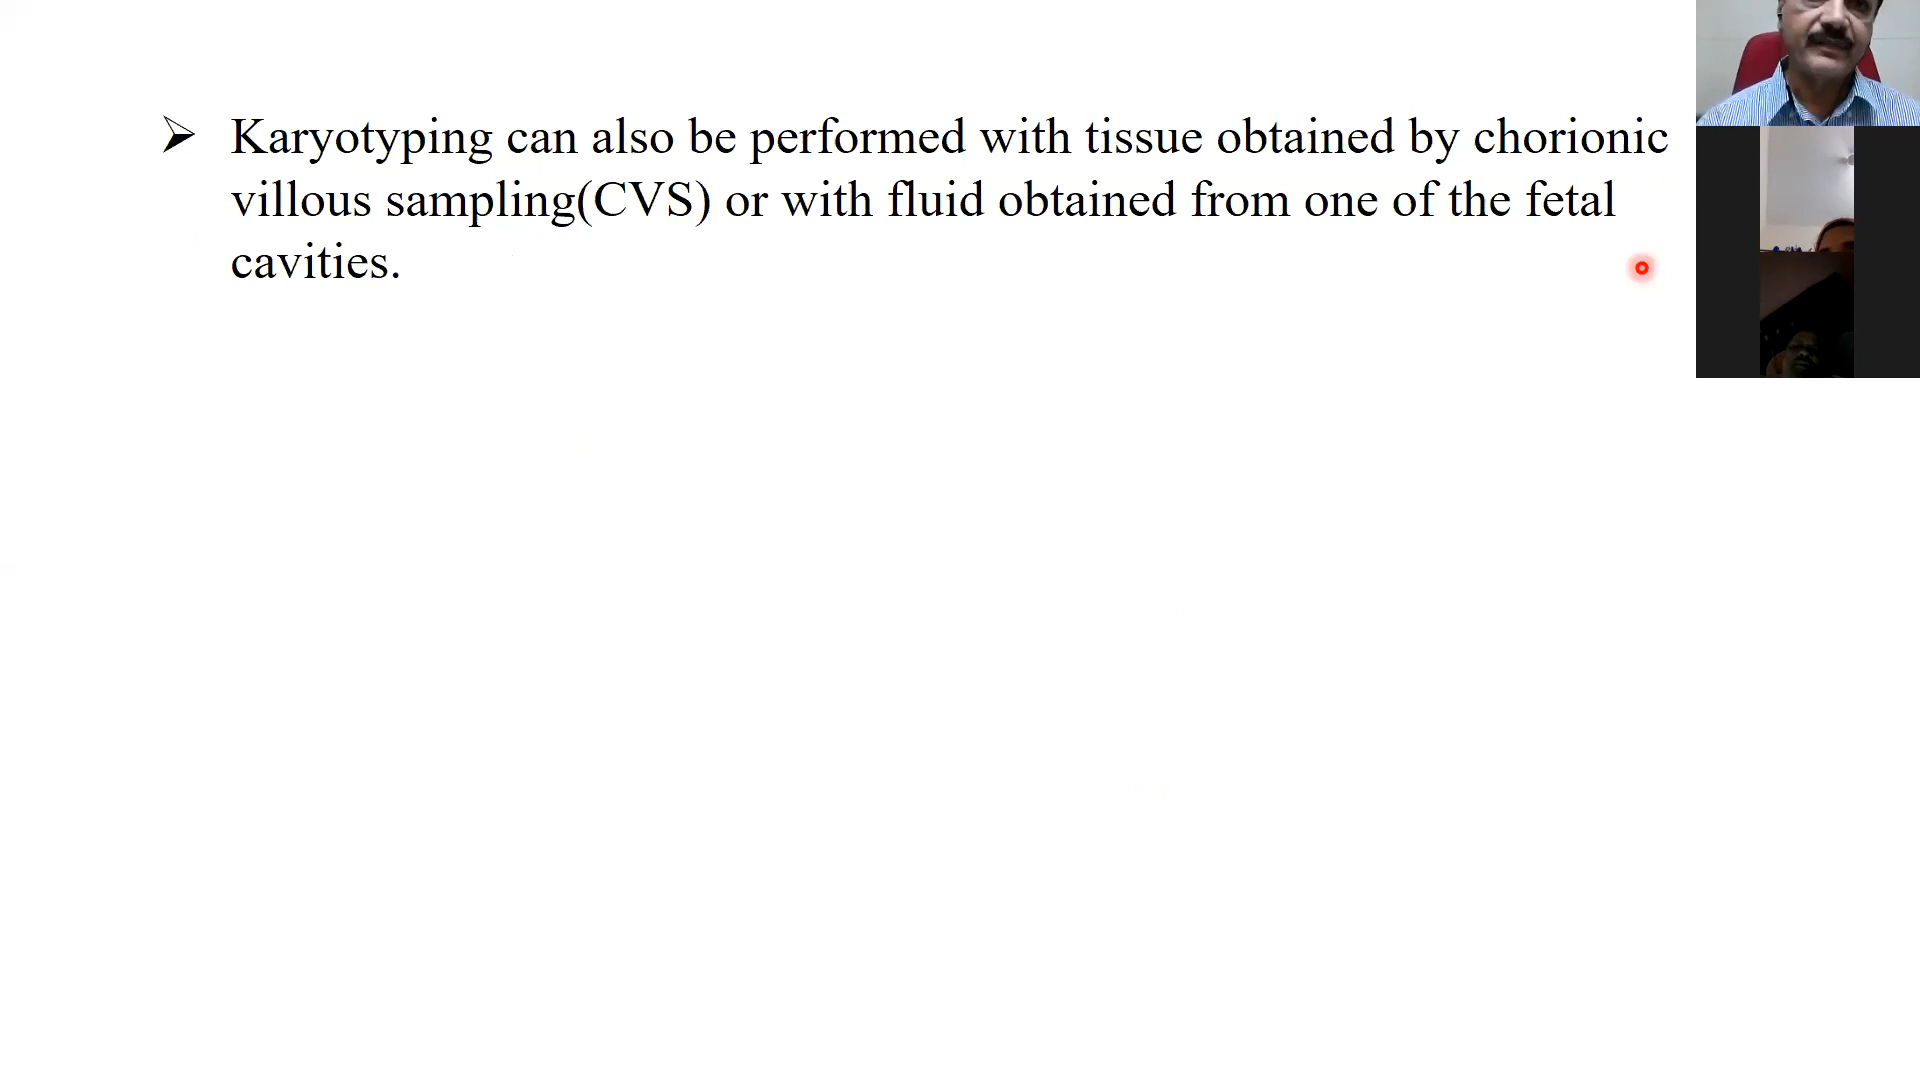 Karyotyping can also be performed with tissue obtained by chorionic
villous sampling(CVS) or with fluid obtained from one of the fetal
cavities.